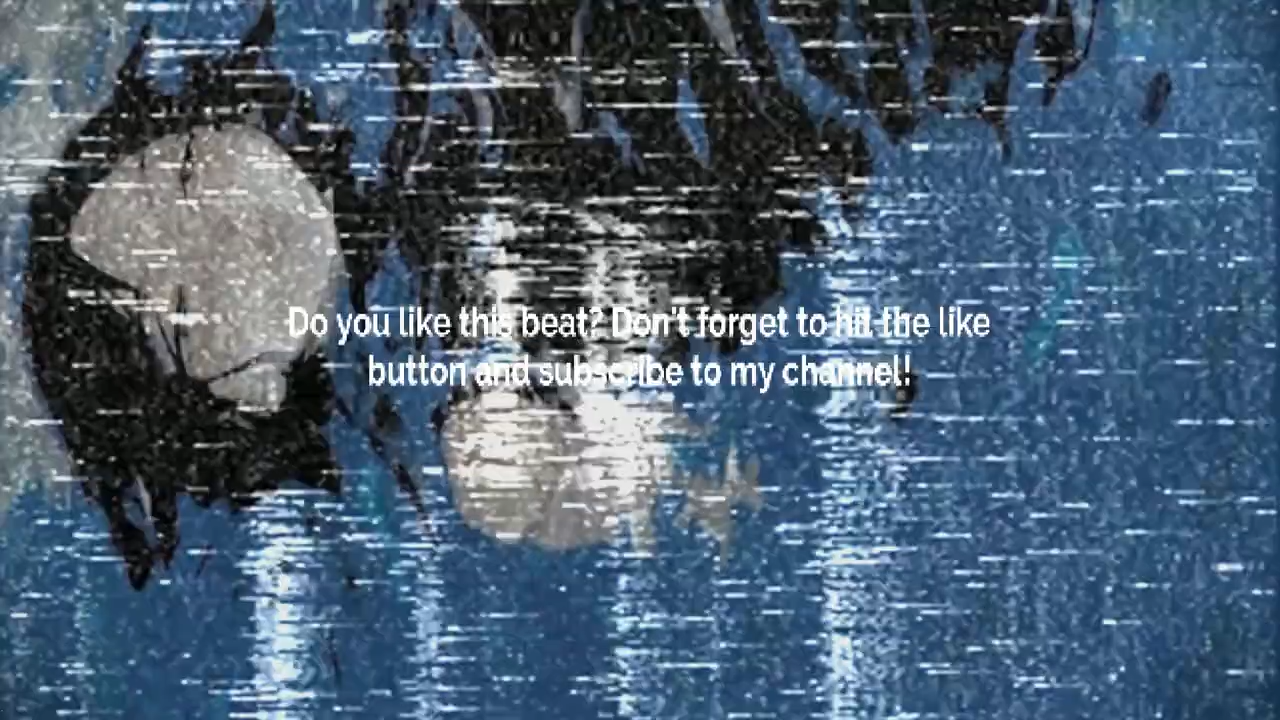 Do you like this beat? Don't forget to hit the like
button and subscribe to my channel!